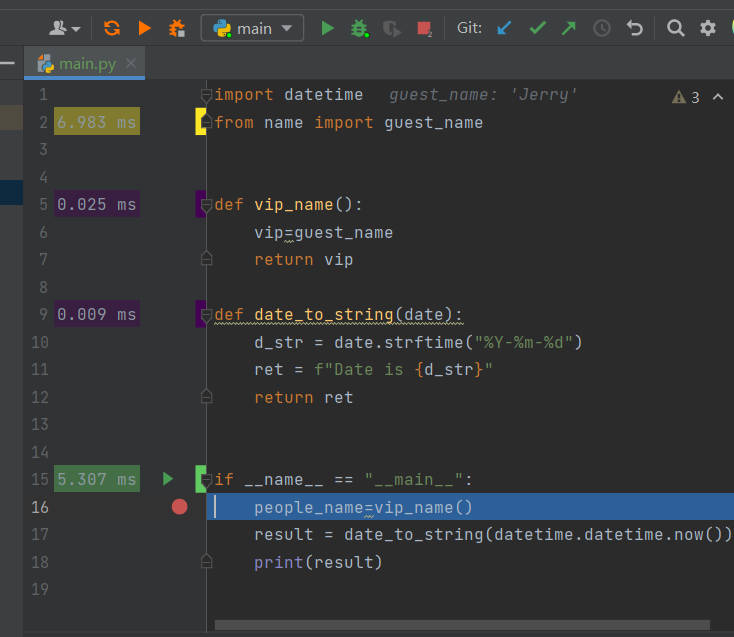 main
Git:
main.py
1 import datetime guest_name: 'Jerry' 3
2 6.983 ms from name import guest_name
3
4
5 0.025 ms def vip_name():
6 vip=guest_name
7 return vip
8
9 0.009 ms def date_to_string(date):
10 d_str = date.strftime("%Y-%m-%d")
11 ret = f"Date is {d_str}"
12 return ret
13
14
15 5.307 ms if __name__ == "__main__":
16 people_name=vip_name()
17 result = date_to_string(datetime.datetime.now())
18 print(result)
19